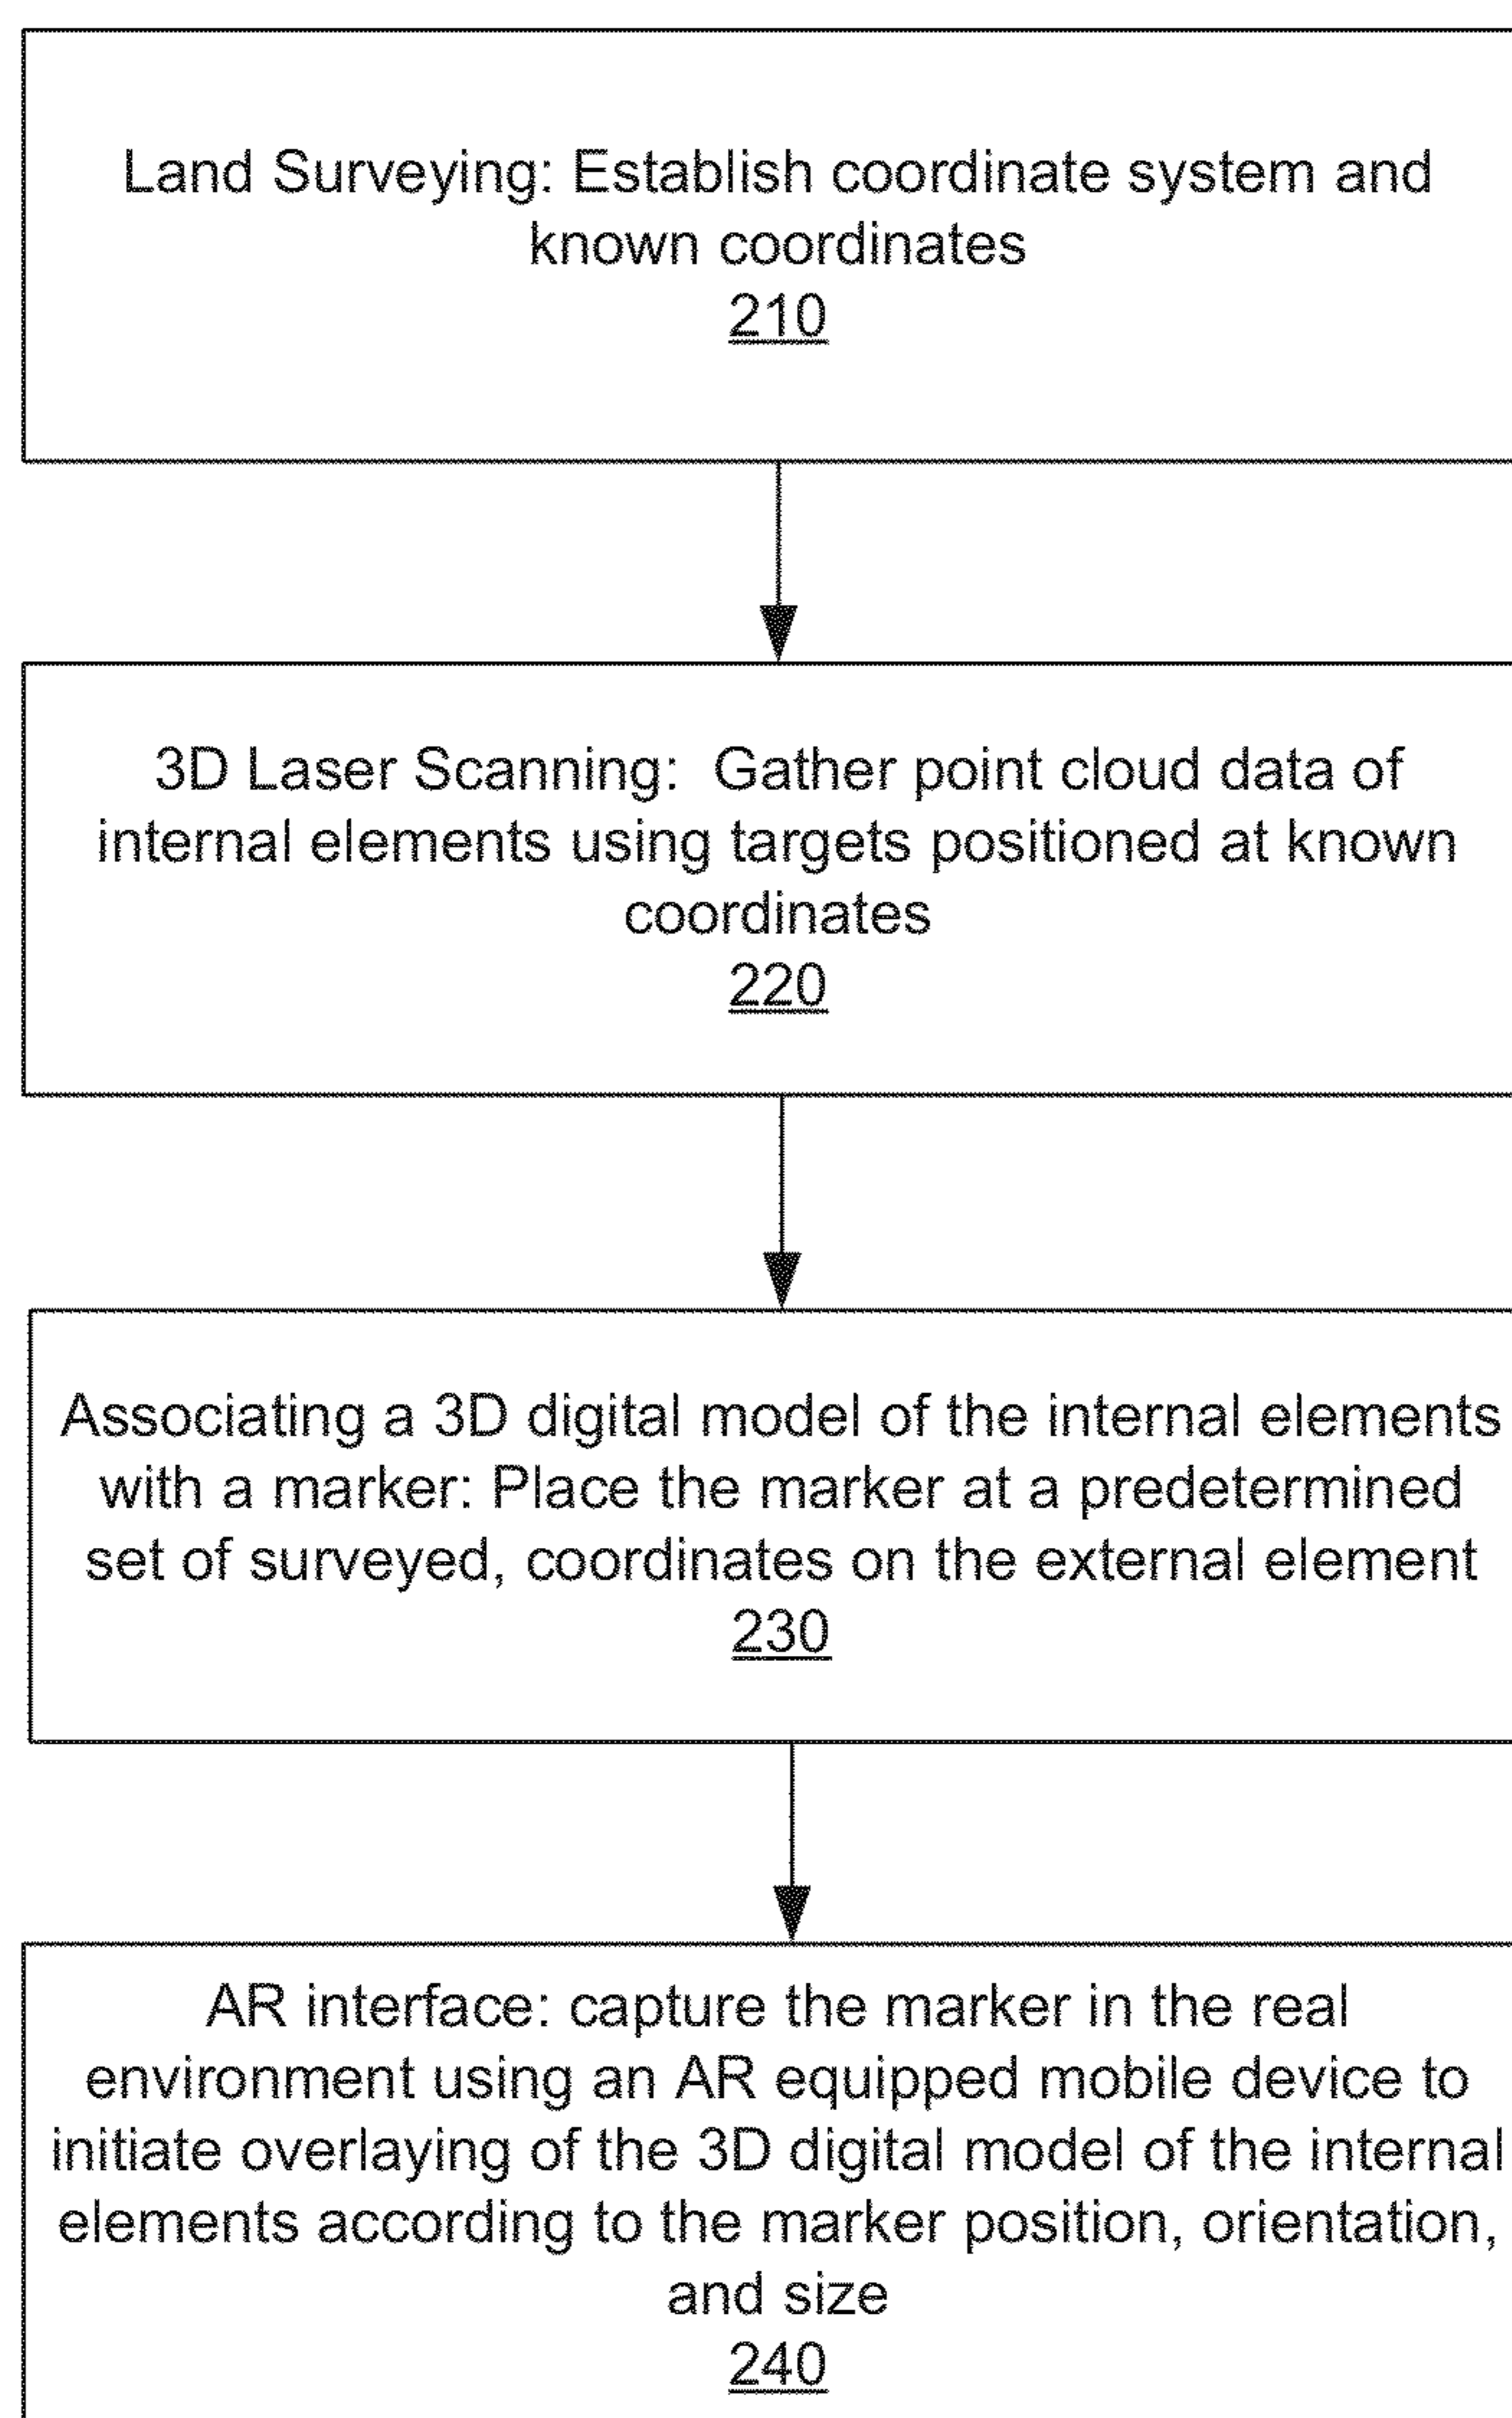 Land Surveying: Establish coordinate system and
known coordinates
210
3D Laser Scanning: Gather point cloud data of
internal elements using targets positioned at known
coordinates
220
Associating a 3D digital model of the internal elements
with a marker: Place the marker at a predetermined
set of surveyed, coordinates on the external element
230
AR interface: capture the marker in the real
environment using an AR equipped mobile device to
initiate overlaying of the 3D digital model of the internal
elements according to the marker position, orientation,
and size
240